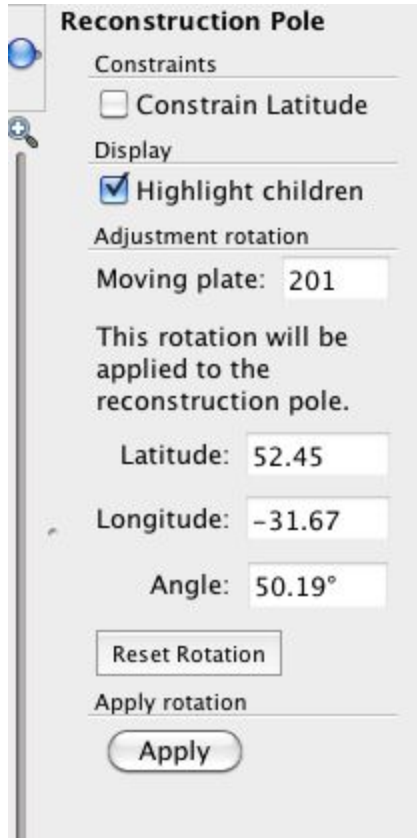 Reconstruction Pole
Constraints
Constrain Latitude
Display
Highlight children
Adjustment rotation
Moving plate: 201
This rotation will be
applied to the
reconstruction pole.
Latitude: 52.45
Longitude: −31.67
Angle: 50.19°
Reset Rotation
Apply rotation
Apply